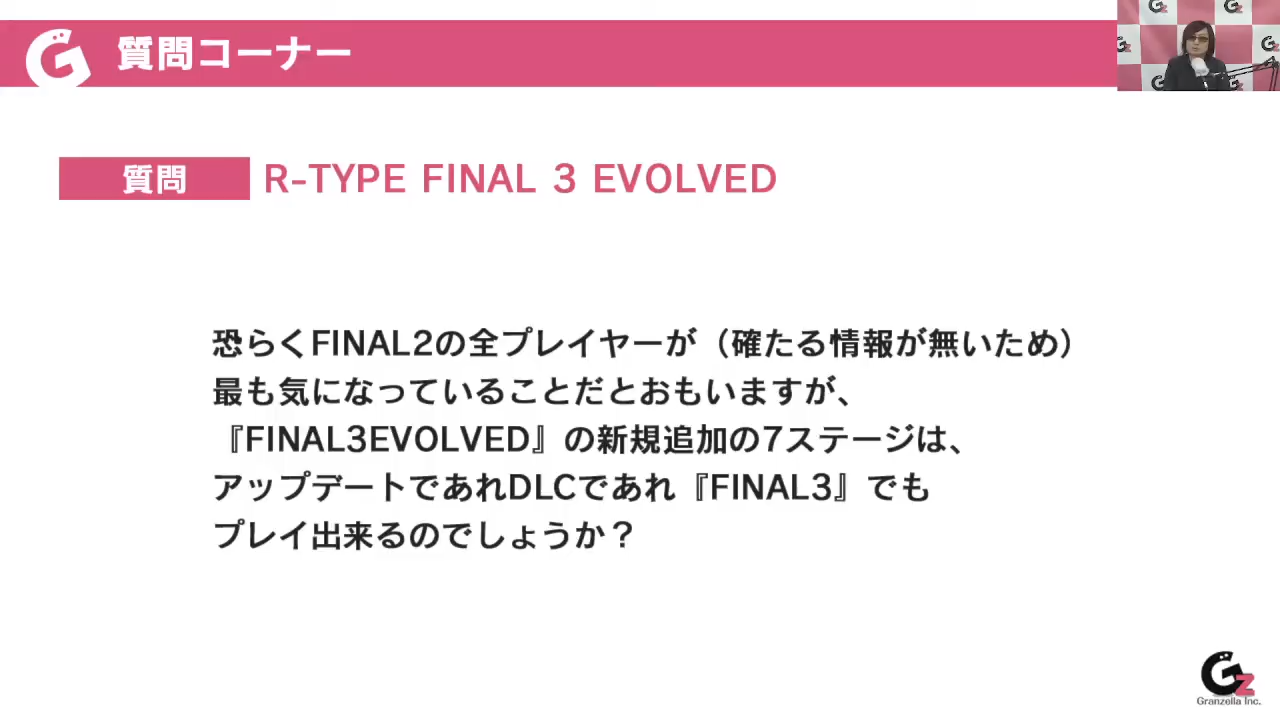 質問コーナー
質問
R-TYPE FINAL 3 EVOLVED
恐らくFINAL2の全プレイヤーが（確たる情報が無いため）
最も気になっていることだとおもいますが、
『FINAL3EVOLVED』の新規追加の7ステージは、
アップデートであれDLCであれ『FINAL3』でも
プレイ出来るのでしょうか？
Gz
Granzella Inc.